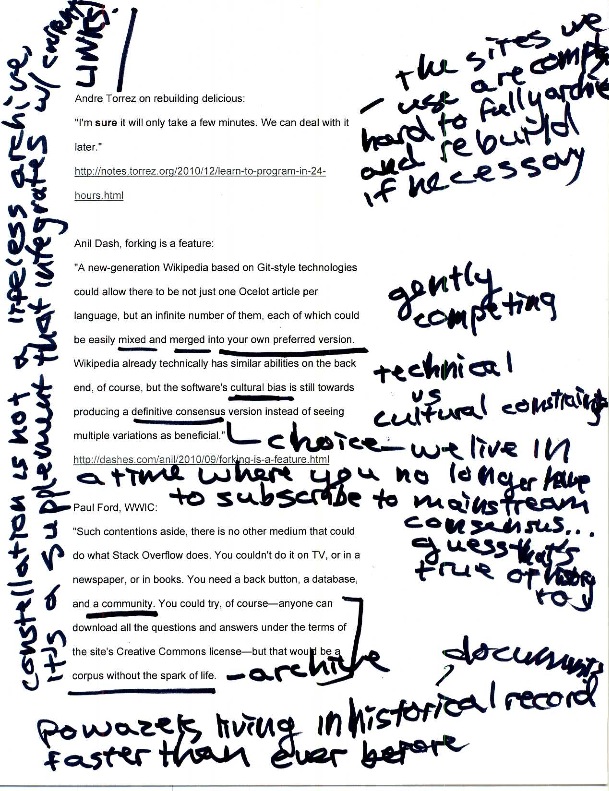 constellation is not a lifeless archive,
it's a supplement that integrates w/ current
LINKS!
the sites we
use are comp
hard to fully archive
and rebuild
if necessary
Andre Torrez on rebuilding delicious:
"I'm sure it will only take a few minutes. We can deal with it
later."
http://notes.torrez.org/2010/12/learn-to-program-in-24-
hours.html
Anil Dash, forking is a feature:
"A new-generation Wikipedia based on Git-style technologies
could allow there to be not just one Ocelot article per
language, but an infinite number of them, each of which could
be easily mixed and merged into your own preferred version.
Wikipedia already technically has similar abilities on the back
end, of course, but the software's cultural bias is still towards
producing a definitive consensus version instead of seeing
multiple variations as beneficial."
http://dashes.com/anil/2010/09/forking-is-a-feature.html
gently
competing
technical
vs
cultural constraints
choice - we live in
a time where you no longer have
to subscribe to mainstream
consensus...
guess that's
true of
Paul Ford, WWIC:
"Such contentions aside, there is no other medium that could
do what Stack Overflow does. You couldn't do it on TV, or in a
newspaper, or in books. You need a back button, a database,
and a community. You could try, of course—anyone can
download all the questions and answers under the terms of
the site's Creative Commons license—but that would be a
corpus without the spark of life.
- archive
documents
Powazek living in historical record
faster than ever before